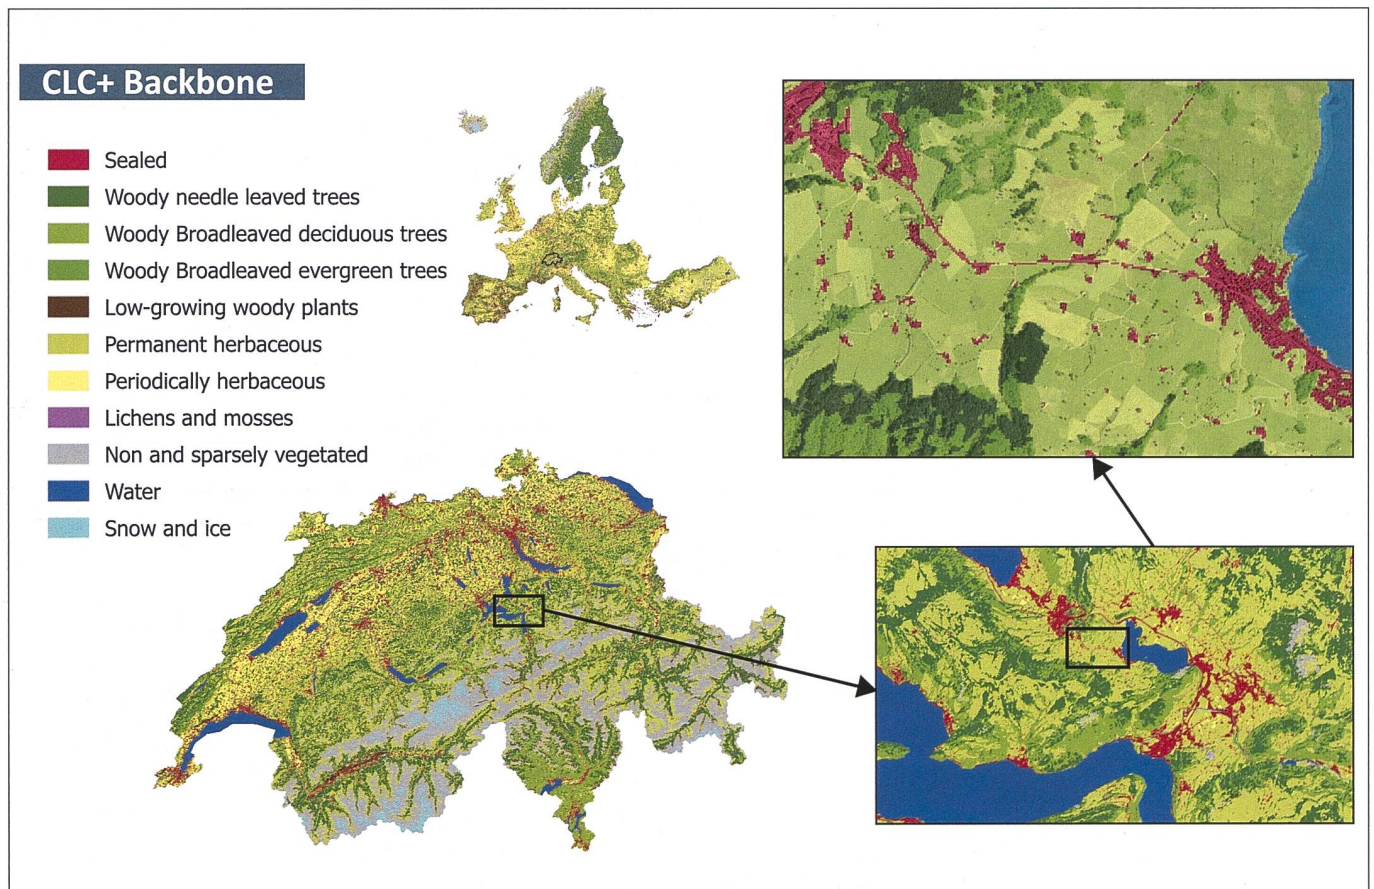 CLC+ Backbone
Sealed
Woody needle leaved trees
Woody Broadleaved deciduous trees
Woody Broadleaved evergreen trees
Low-growing woody plants
Permanent herbaceous
Periodically herbaceous
Lichens and mosses
Non and sparsely vegetated
Water
Snow and ice